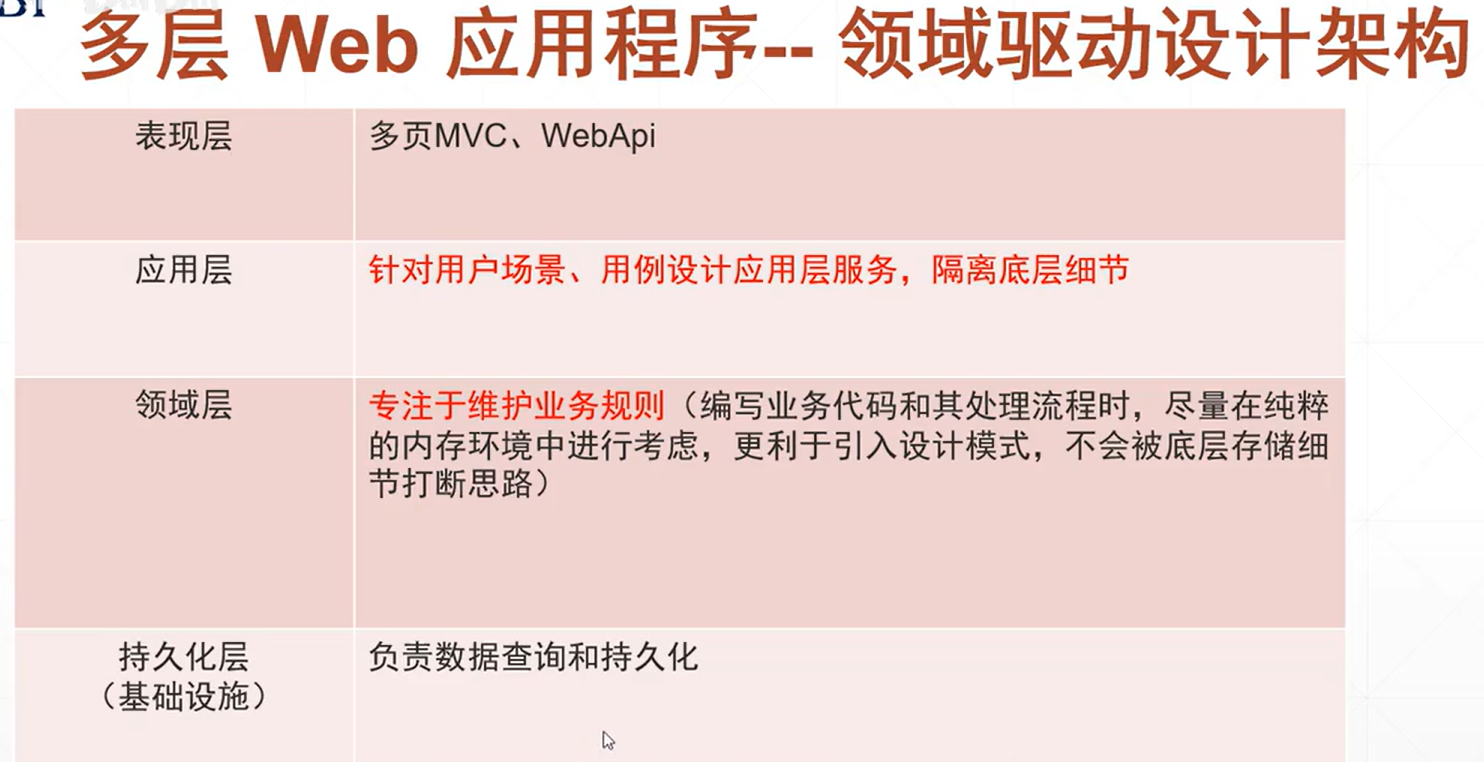 多层 Web 应用程序-- 领域驱动设计架构
表现层
多页MVC、WebApi
应用层
针对用户场景、用例设计应用层服务，隔离底层细节
领域层
专注于维护业务规则（编写业务代码和其处理流程时，尽量在纯粹
的内存环境中进行考虑，更利于引入设计模式，不会被底层存储细
节打断思路）
持久化层
（基础设施）
负责数据查询和持久化